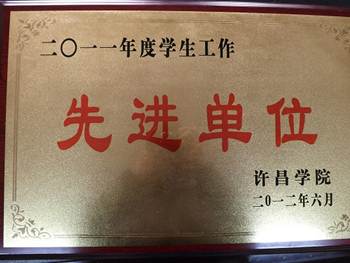 二〇一一年度学生工作
先进单位
许昌学院
二〇一二年六月